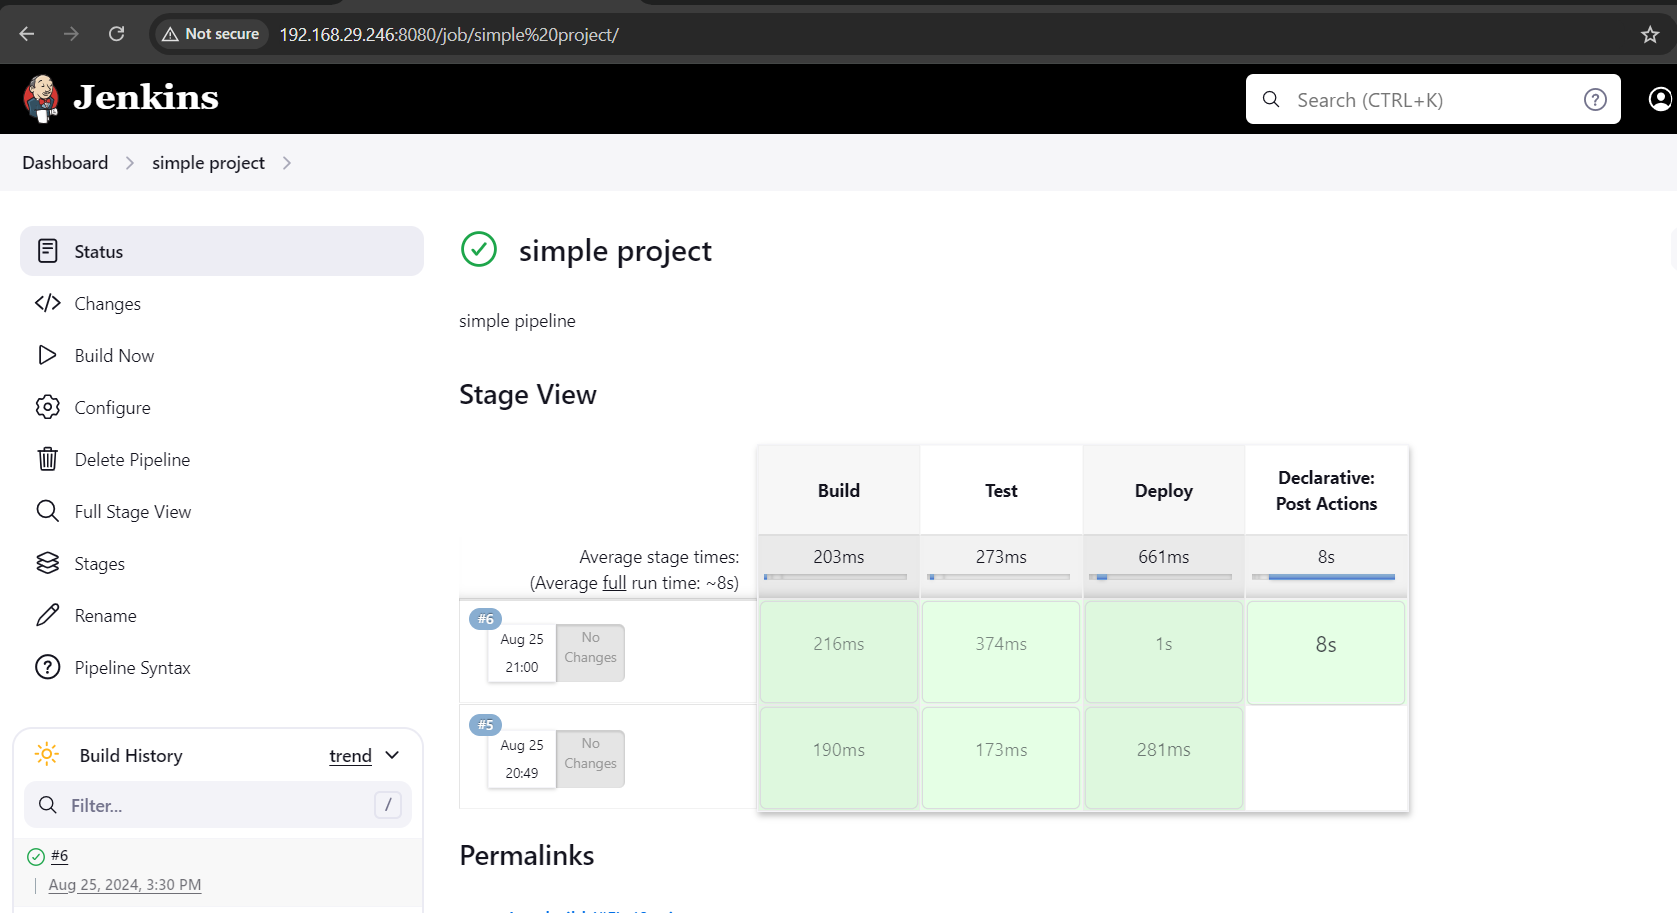 Not secure 192.168.29.246:8080/job/simple%20project/
Jenkins
Search (CTRL+K)
Dashboard
simple project
Status
Changes
Build Now
Configure
Delete Pipeline
Full Stage View
Stages
Rename
Pipeline Syntax
Build History
trend
Filter...
/
#6
Aug 25, 2024, 3:30 PM
simple project
simple pipeline
Stage View
Build
Test
Deploy
Declarative:
Post Actions
Average stage times:
(Average full run time: ~8s)
203ms
273ms
661ms
8s
#6
Aug 25
21:00
No
Changes
216ms
374ms
1s
8s
#5
Aug 25
20:49
No
Changes
190ms
173ms
281ms
Permalinks